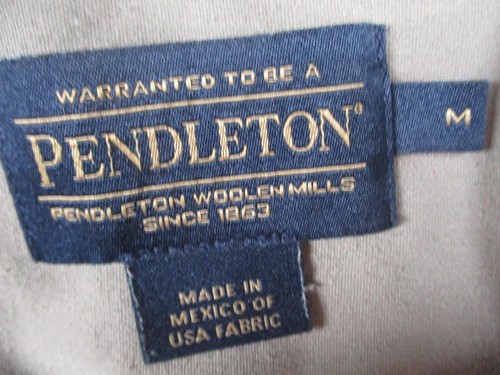 WARRANTED TO BE A
PENDLETON®
M
PENDLETON WOOLEN MILLS
SINCE 1863
MADE IN
MEXICO OF
USA FABRIC